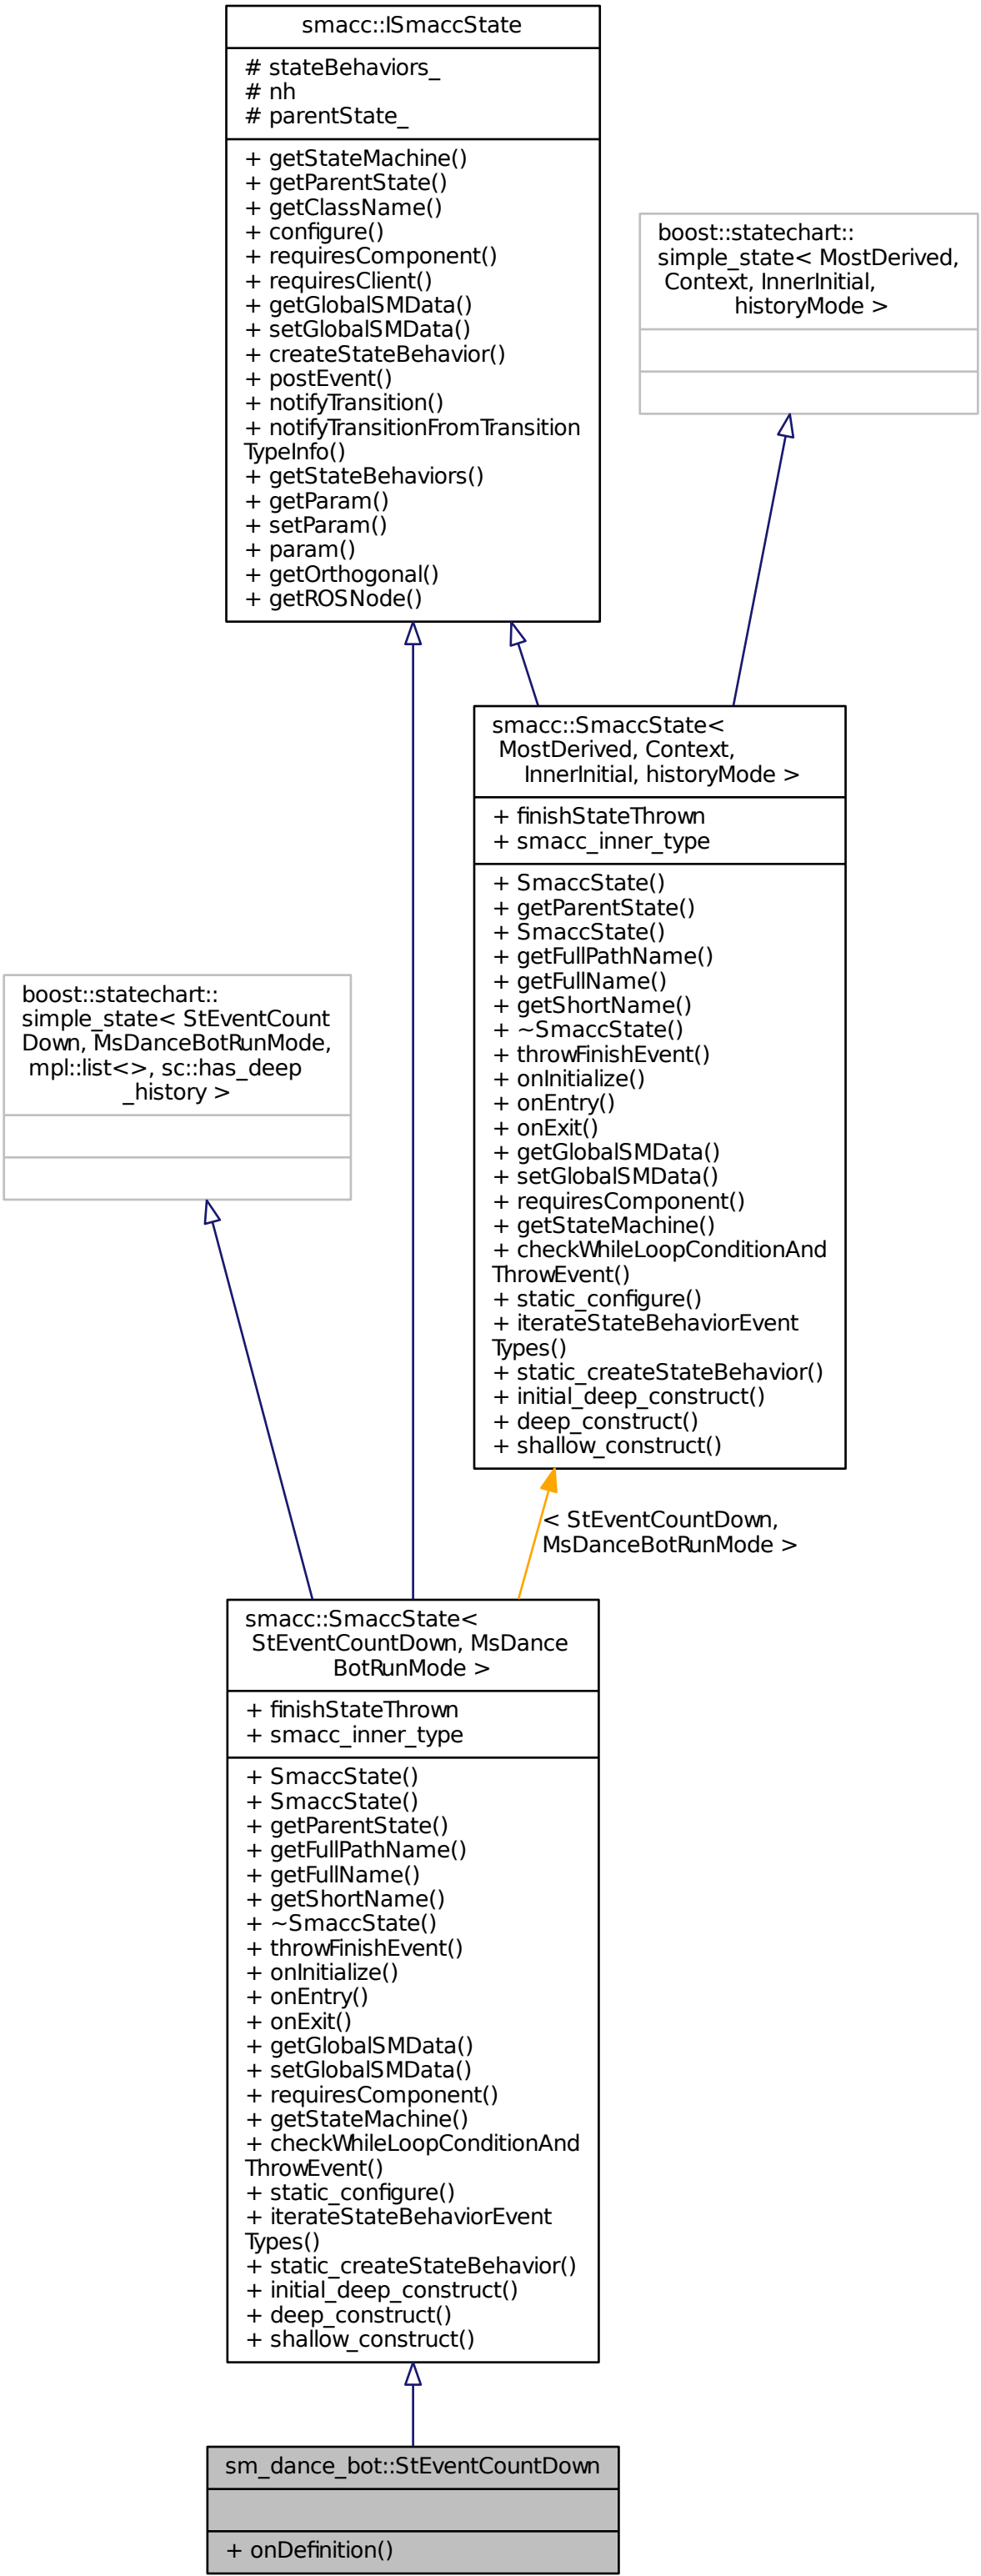 smacc::ISmaccState
# stateBehaviors_
# nh
# parentState_
+ getStateMachine()
+ getParentState()
+ getClassName()
+ configure()
+ requiresComponent()
+ requiresClient()
+ getGlobalSMData()
+ setGlobalSMData()
+ createStateBehavior()
+ postEvent()
+ notifyTransition()
+ notifyTransitionFromTransition
TypeInfo()
+ getStateBehaviors()
+ getParam()
+ setParam()
+ param()
+ getOrthogonal()
+ getROSNode()
boost::statechart::
simple_state< MostDerived,
Context, InnerInitial,
historyMode >
smacc::SmaccState<
MostDerived, Context,
InnerInitial, historyMode >
+ finishStateThrown
+ smacc_inner_type
+ SmaccState()
+ getParentState()
+ SmaccState()
+ getFullPathName()
+ getFullName()
+ getShortName()
+ ~SmaccState()
+ throwFinishEvent()
+ onInitialize()
+ onEntry()
+ onExit()
+ getGlobalSMData()
+ setGlobalSMData()
+ requiresComponent()
+ getStateMachine()
+ checkWhileLoopConditionAnd
ThrowEvent()
+ static_configure()
+ iterateStateBehaviorEvent
Types()
+ static_createStateBehavior()
+ initial_deep_construct()
+ deep_construct()
+ shallow_construct()
boost::statechart::
simple_state< StEventCount
Down, MsDanceBotRunMode,
mpl::list<>, sc::has_deep
_history >
< StEventCountDown,
MsDanceBotRunMode >
smacc::SmaccState<
StEventCountDown, MsDance
BotRunMode >
+ finishStateThrown
+ smacc_inner_type
+ SmaccState()
+ SmaccState()
+ getParentState()
+ getFullPathName()
+ getFullName()
+ getShortName()
+ ~SmaccState()
+ throwFinishEvent()
+ onInitialize()
+ onEntry()
+ onExit()
+ getGlobalSMData()
+ setGlobalSMData()
+ requiresComponent()
+ getStateMachine()
+ checkWhileLoopConditionAnd
ThrowEvent()
+ static_configure()
+ iterateStateBehaviorEvent
Types()
+ static_createStateBehavior()
+ initial_deep_construct()
+ deep_construct()
+ shallow_construct()
sm_dance_bot::StEventCountDown
+ onDefinition()